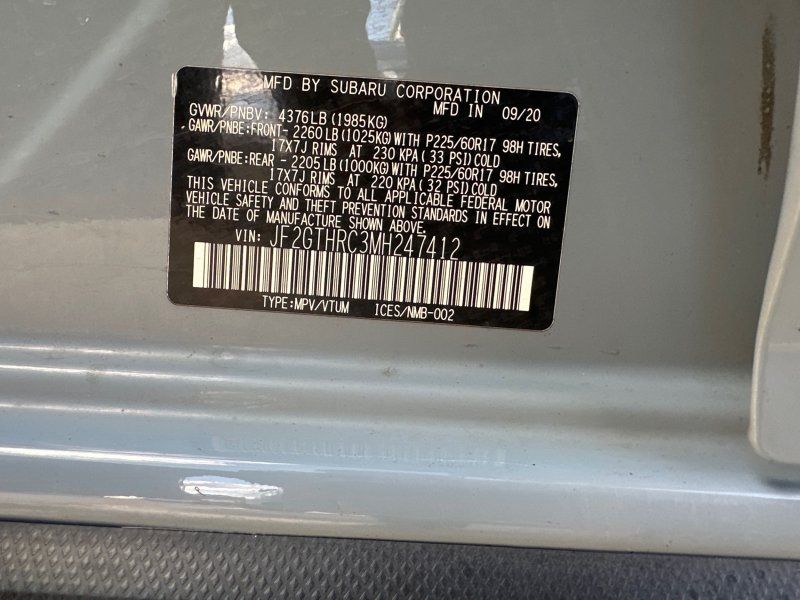 MFD BY SUBARU CORPORATION
MFD IN 09/20
GVWR/PNBV: 4376LB(1985KG)
GAWR/PNBE:FRONT- 2260LB(1025KG)WITH P225/60R17 98H TIRES,
17X7J RIMS AT 230 KPA(33 PSI)COLD
GAWR/PNBE:REAR - 2205LB(1000KG)WITH P225/60R17 98H TIRES,
17X7J RIMS AT 220 KPA(32 PSI)COLD
THIS VEHICLE CONFORMS TO ALL APPLICABLE FEDERAL MOTOR
VEHICLE SAFETY AND THEFT PREVENTION STANDARDS IN EFFECT ON
THE DATE OF MANUFACTURE SHOWN ABOVE.
VIN: JF2GTHRC3MH247412
TYPE:MPV/VTUM ICES/NMB-002